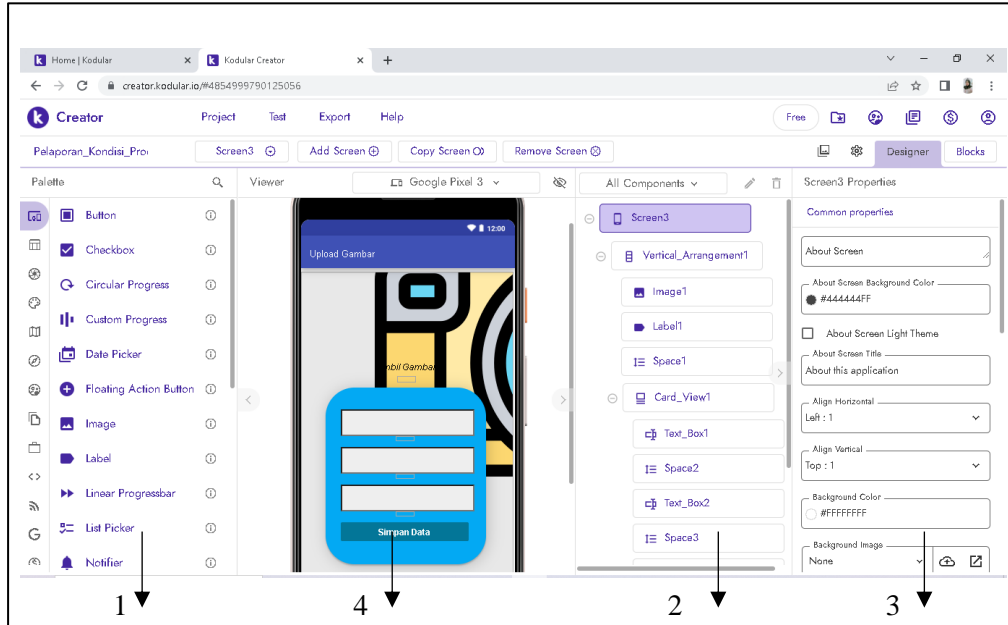 Home | Kodular
Kodular Creator
creator.kodular.io/#4854999790125056
Creator Project Test Export Help Free
Pelaporan_Kondisi_Pro Screen3 Add Screen Copy Screen Remove Screen Designer Blocks
Palette Viewer Google Pixel 3 All Components Screen3 Properties
Button
Checkbox
Circular Progress
Custom Progress
Date Picker
Floating Action Button
Image
Label
Linear Progressbar
List Picker
Notifier
12:00
Upload Gambar
mbil Gambar
Simpan Data
Screen3
Vertical_Arrangement1
Image1
Label1
Space1
Card_View1
Text_Box1
Space2
Text_Box2
Space3
Common properties
About Screen
About Screen Background Color
#444444FF
About Screen Light Theme
About Screen Title
About this application
Align Horizontal
Left : 1
Align Vertical
Top : 1
Background Color
#FFFFFFFF
Background Image
None
1 4 2 3